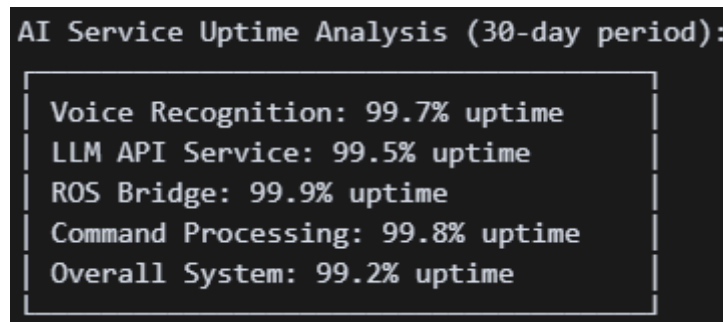 AI Service Uptime Analysis (30-day period):
Voice Recognition: 99.7% uptime
LLM API Service: 99.5% uptime
ROS Bridge: 99.9% uptime
Command Processing: 99.8% uptime
Overall System: 99.2% uptime